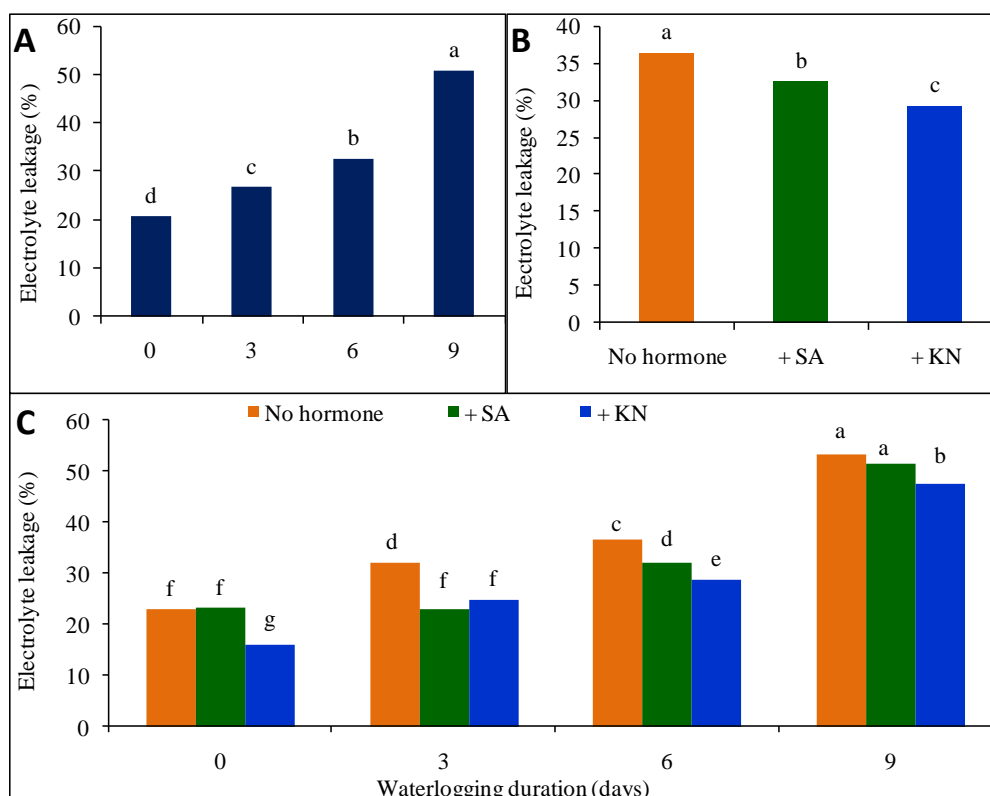 A
Electrolyte leakage (%)
60
50
40
30
20
10
0
d
c
b
a
0 3 6 9
B
Eectrolyte leakage (%)
40
35
30
25
20
15
10
5
0
a
b
c
No hormone + SA + KN
C
No hormone + SA + KN
Electrolyte leakage (%)
60
50
40
30
20
10
0
f f g
d f f
c d e
a a b
0 3 6 9
Waterlogging duration (days)